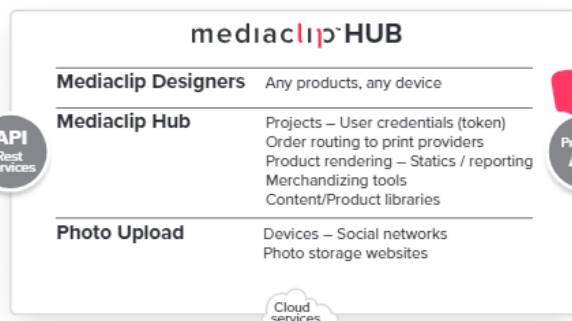 mediaclip HUB
Mediaclip Designers Any products, any device
Mediaclip Hub Projects – User credentials (token)
Order routing to print providers
Product rendering – Statics / reporting
Merchandizing tools
Content/Product libraries
Photo Upload Devices – Social networks
Photo storage websites
API
Rest
Cloud
services